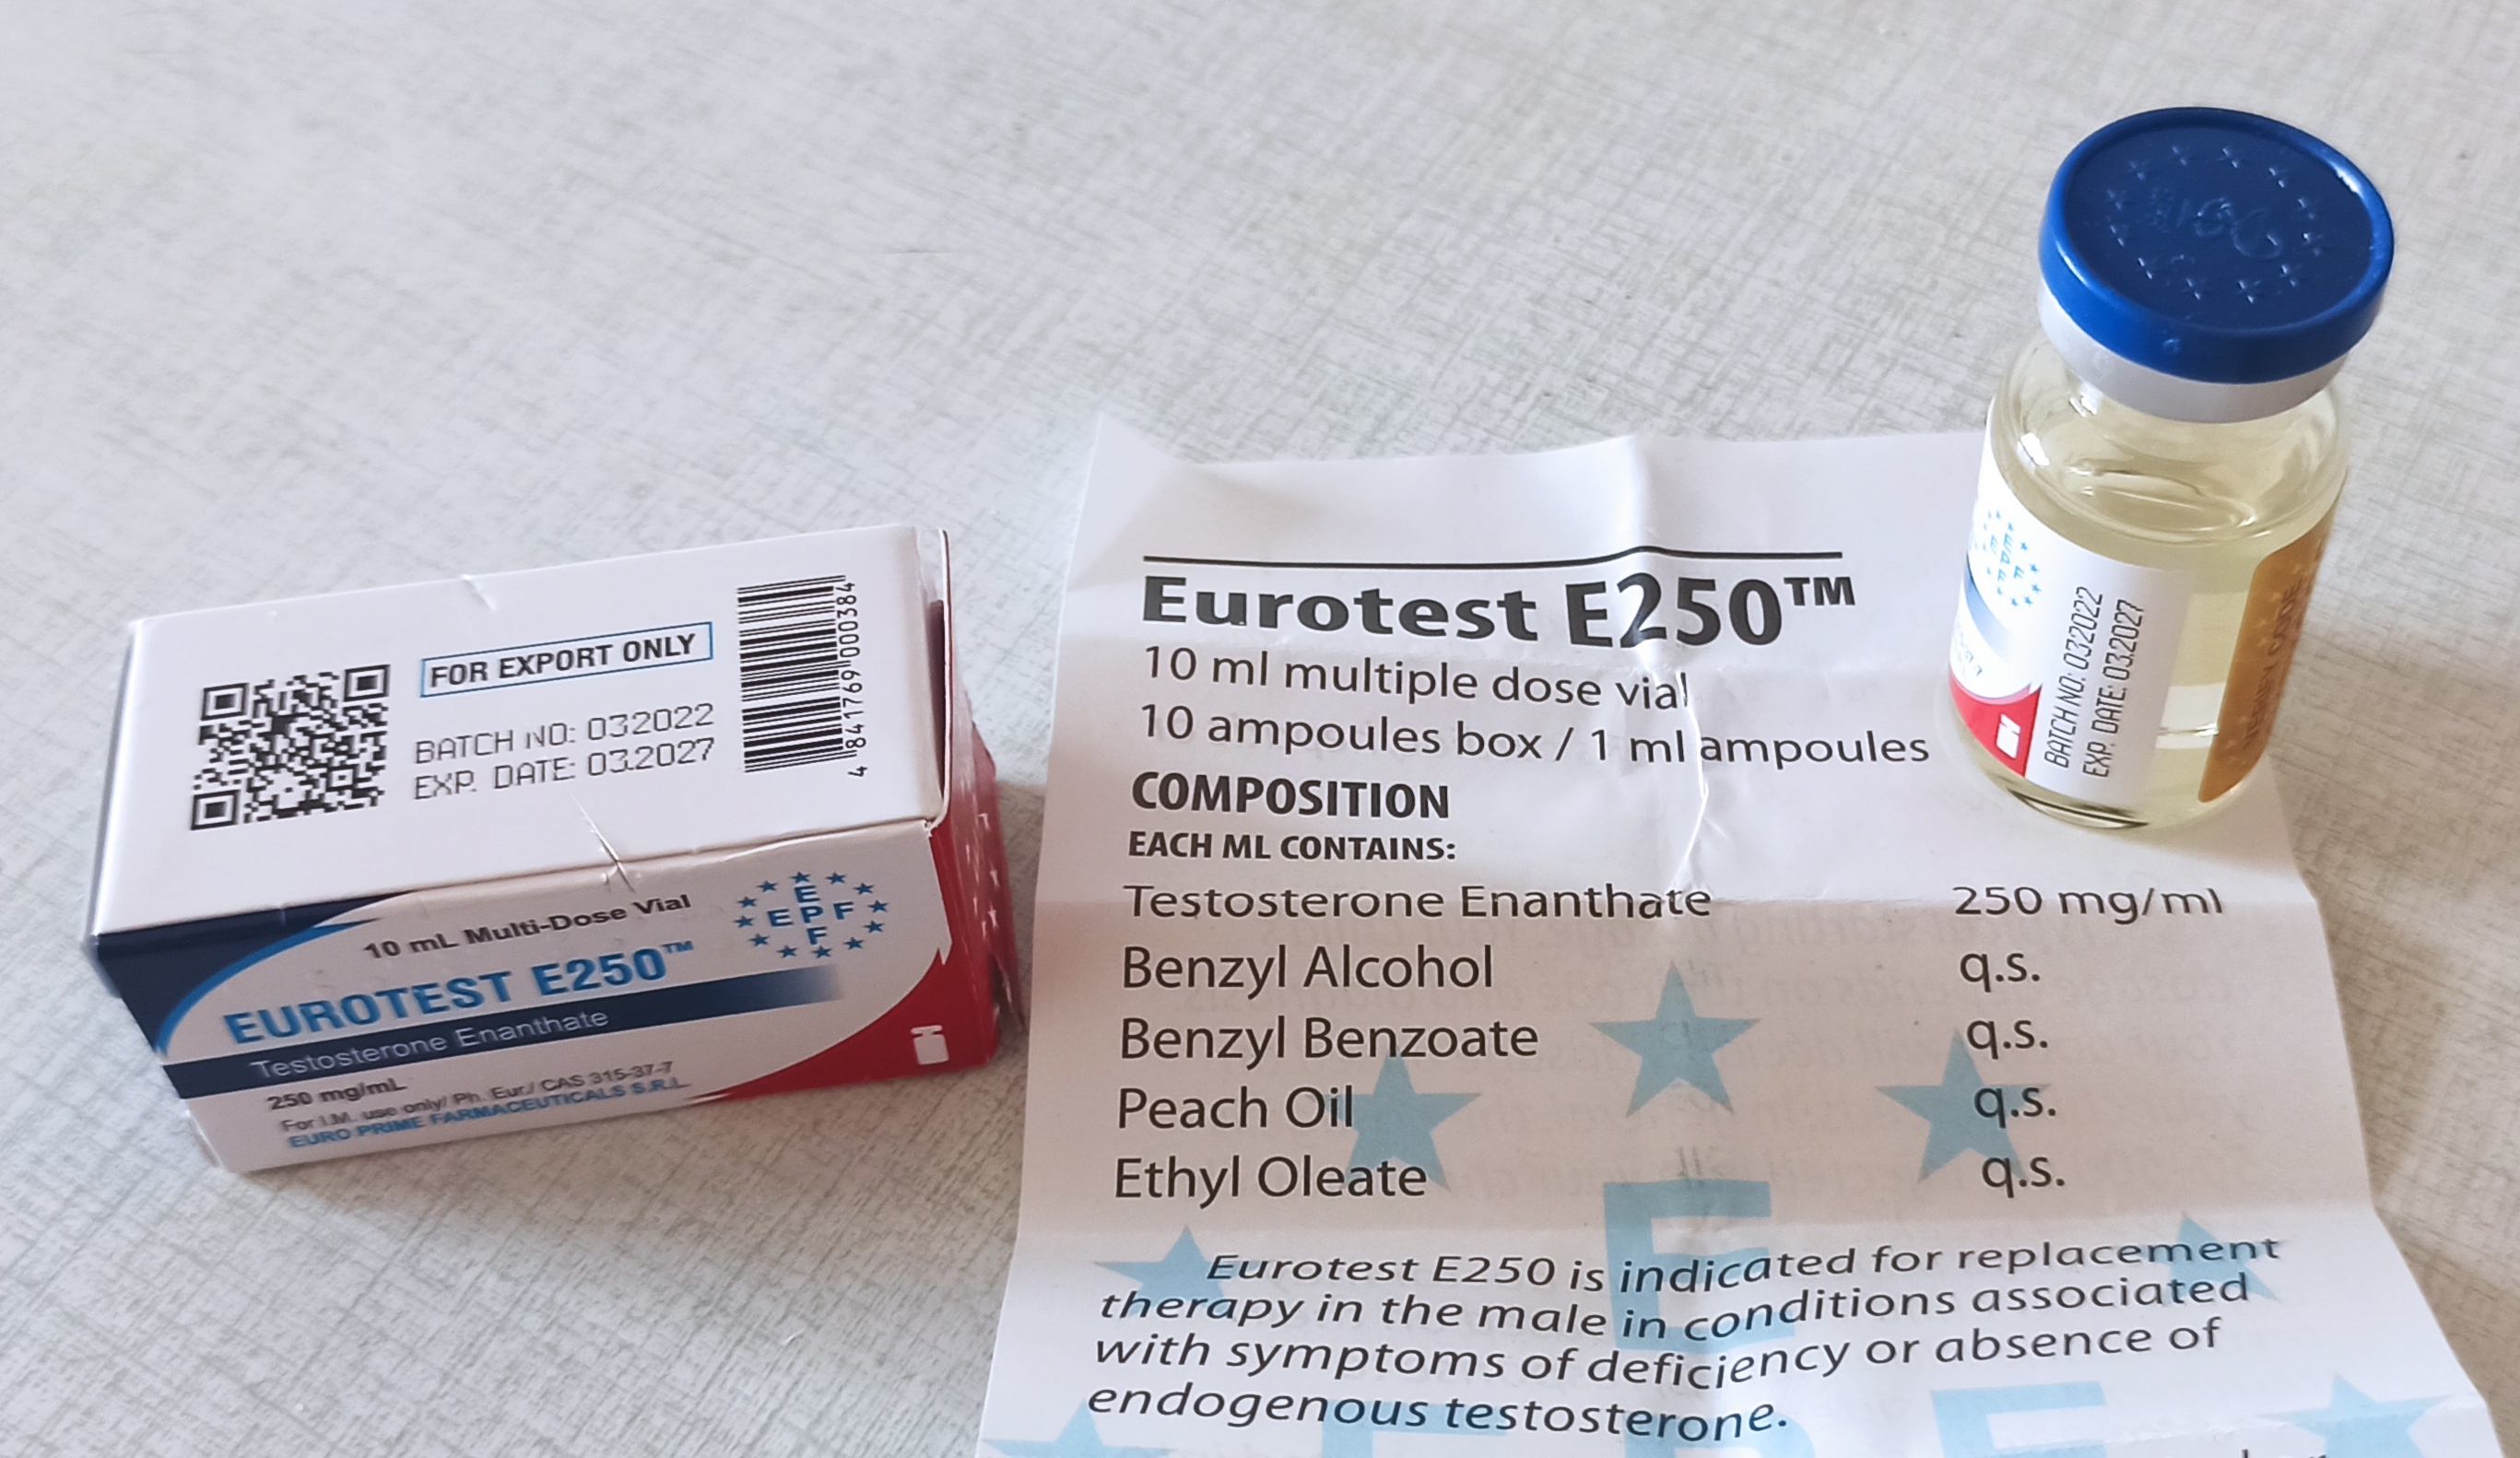 FOR EXPORT ONLY
BATCH NO: 032022
EXP. DATE: 03.2027
4 841769 000384
10 mL Multi-Dose Vial
EUROTEST E250™
Testosterone Enanthate
250 mg/mL
For I.M. use only/ Ph. Eur./ CAS 315-37-7
EURO PRIME FARMACEUTICALS S.R.L.
E
E P F
F
Eurotest E250™
10 ml multiple dose vial
10 ampoules box / 1 ml ampoules
COMPOSITION
EACH ML CONTAINS:
Testosterone Enanthate 250 mg/ml
Benzyl Alcohol q.s.
Benzyl Benzoate q.s.
Peach Oil q.s.
Ethyl Oleate q.s.
Eurotest E250 is indicated for replacement
therapy in the male in conditions associated
with symptoms of deficiency or absence of
endogenous testosterone.
E
E P F
F
BATCH NO: 032022
EXP. DATE: 03.2027